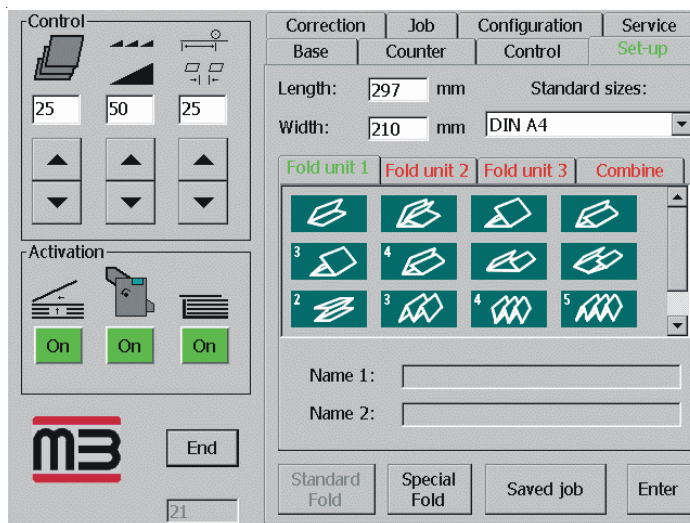 Control
25 50 25
Activation
On On On
M3
End
21
Correction Job Configuration Service
Base Counter Control Set-up
Length: 297 mm Standard sizes:
Width: 210 mm DIN A4
Fold unit 1 Fold unit 2 Fold unit 3 Combine
3 4
2 3 4 5
Name 1:
Name 2:
Standard Fold
Special Fold
Saved job
Enter